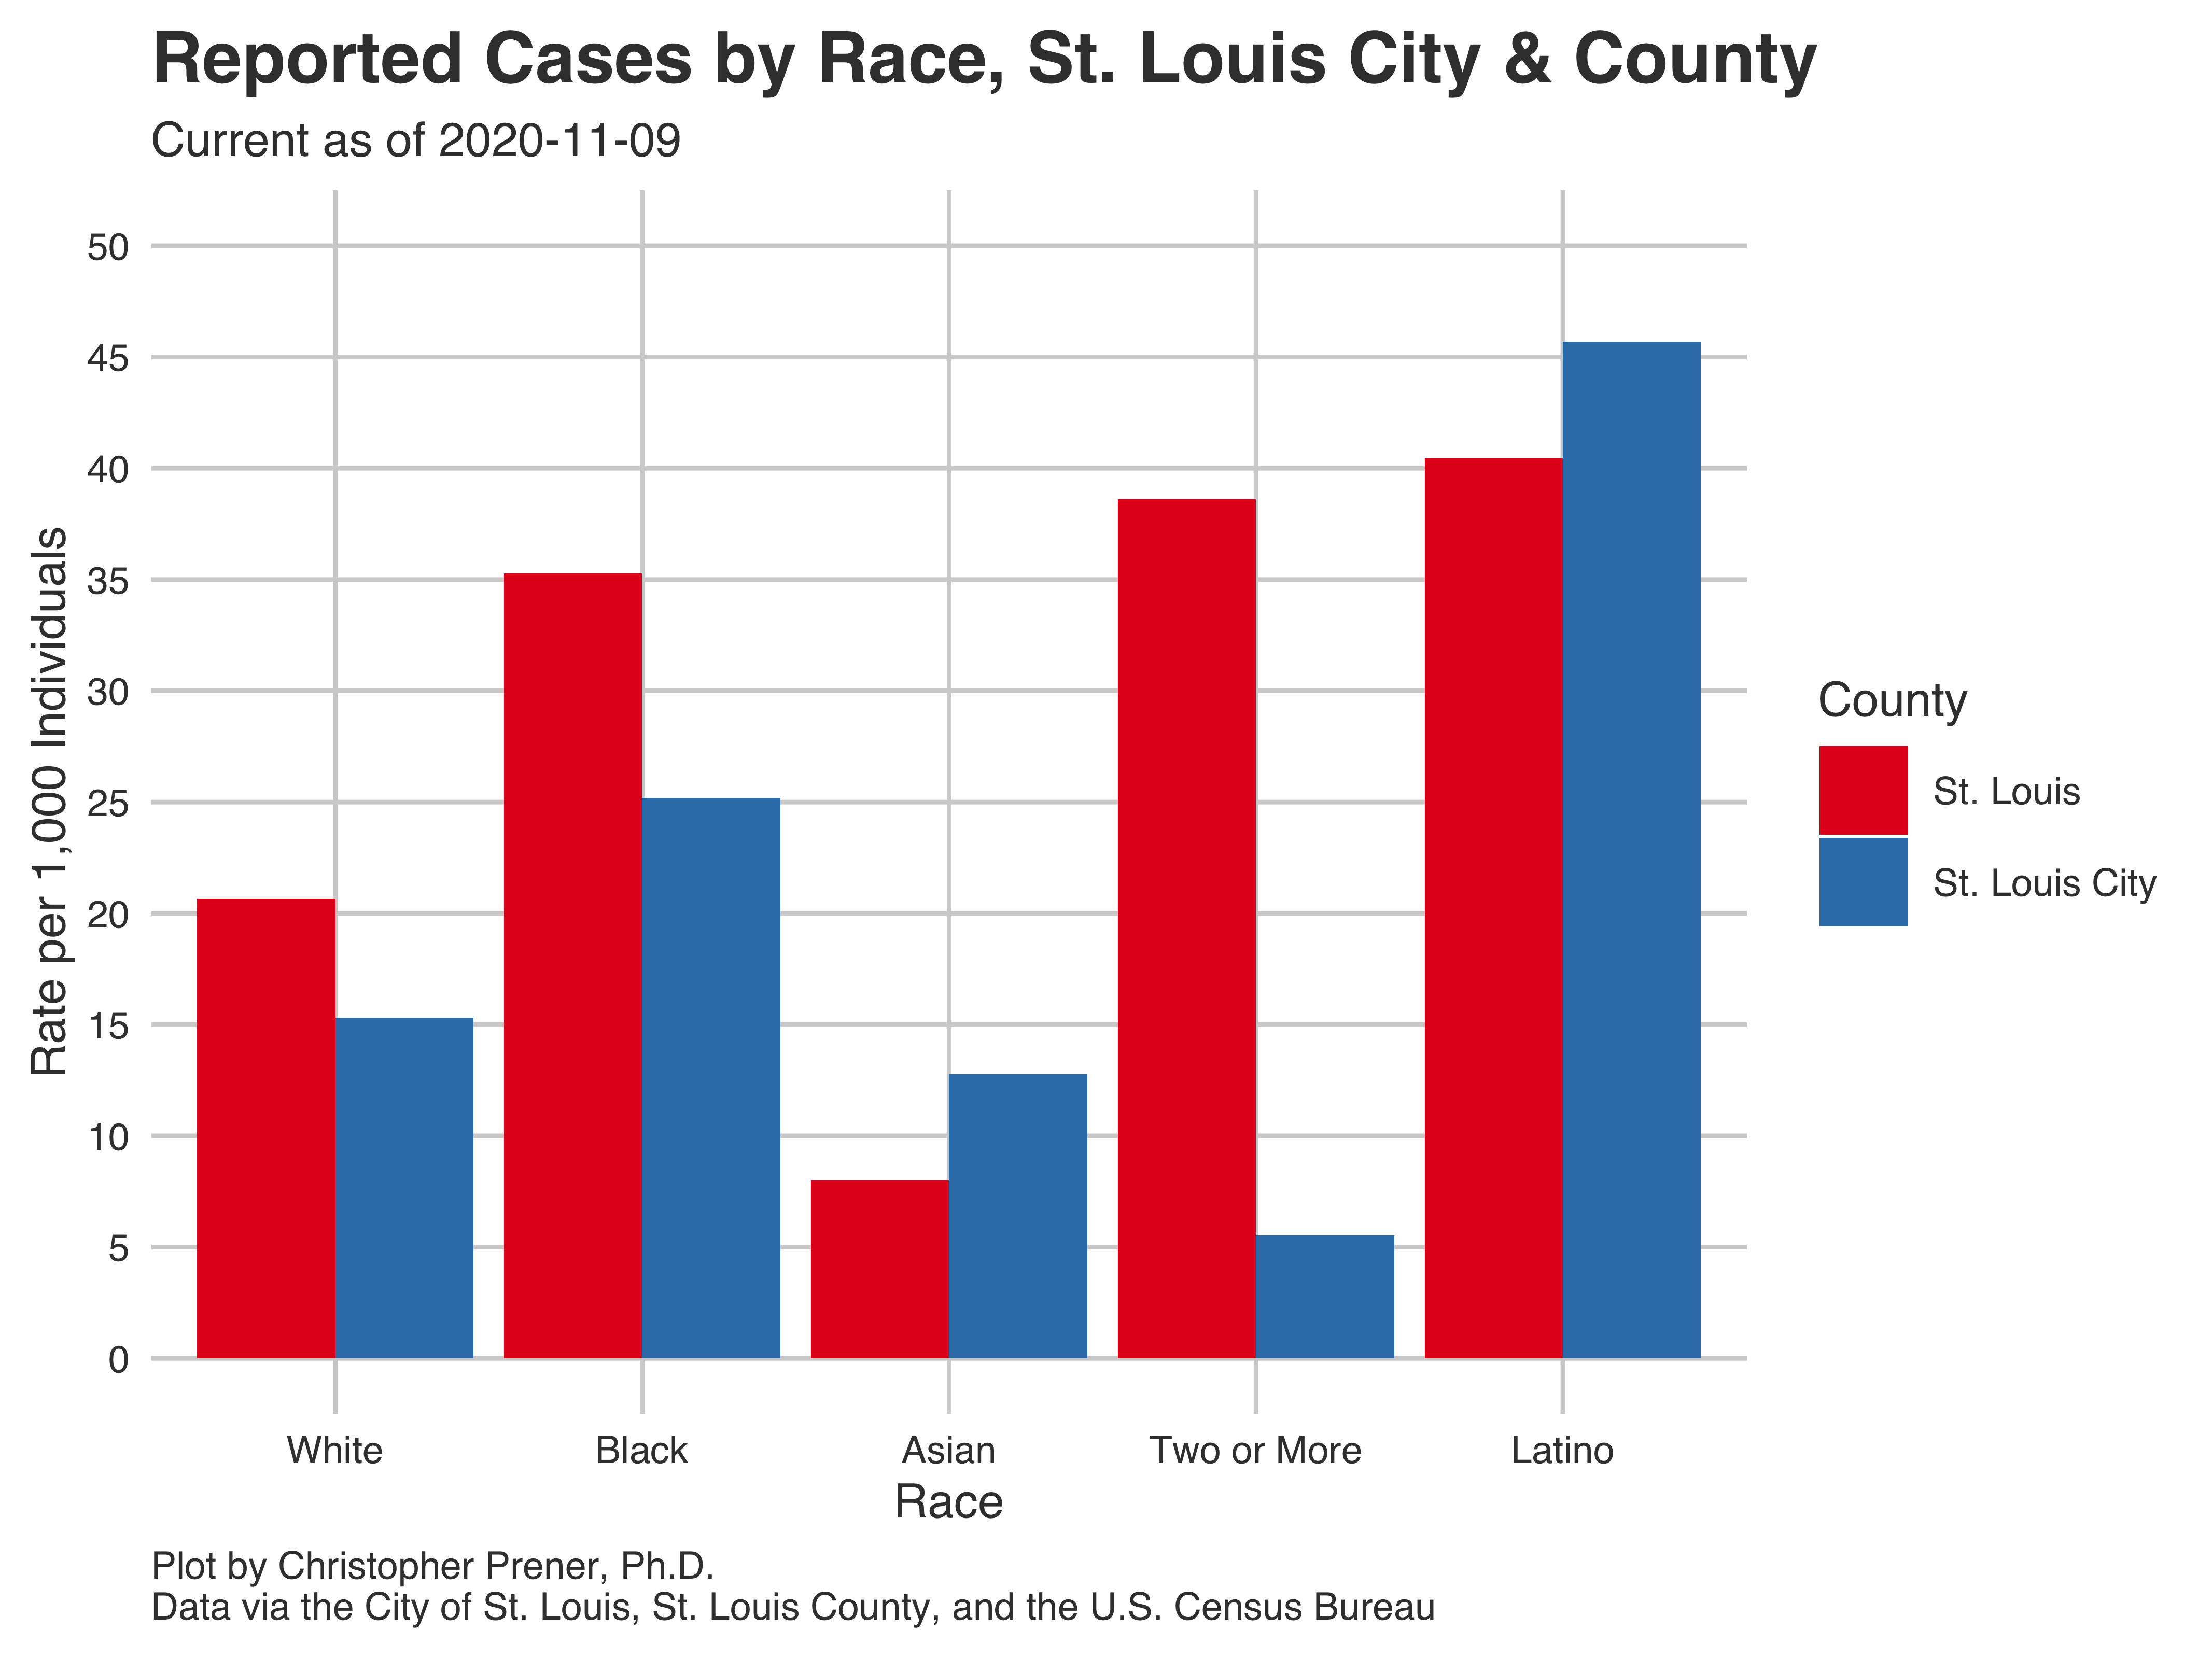 Reported Cases by Race, St. Louis City & County
Current as of 2020-11-09
50
45
40
35
30
25
20
15
10
5
0
Rate per 1,000 Individuals
White Black Asian Two or More Latino
Race
County
St. Louis
St. Louis City
Plot by Christopher Prener, Ph.D.
Data via the City of St. Louis, St. Louis County, and the U.S. Census Bureau